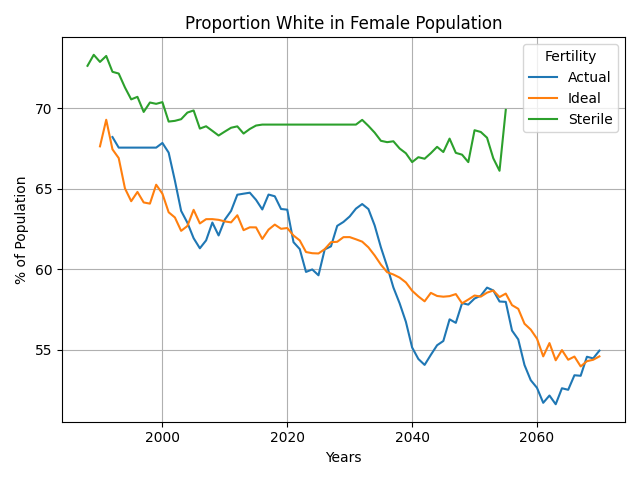 Proportion White in Female Population
% of Population
70
65
60
55
2000
2020
2040
2060
Years
Fertility
Actual
Ideal
Sterile